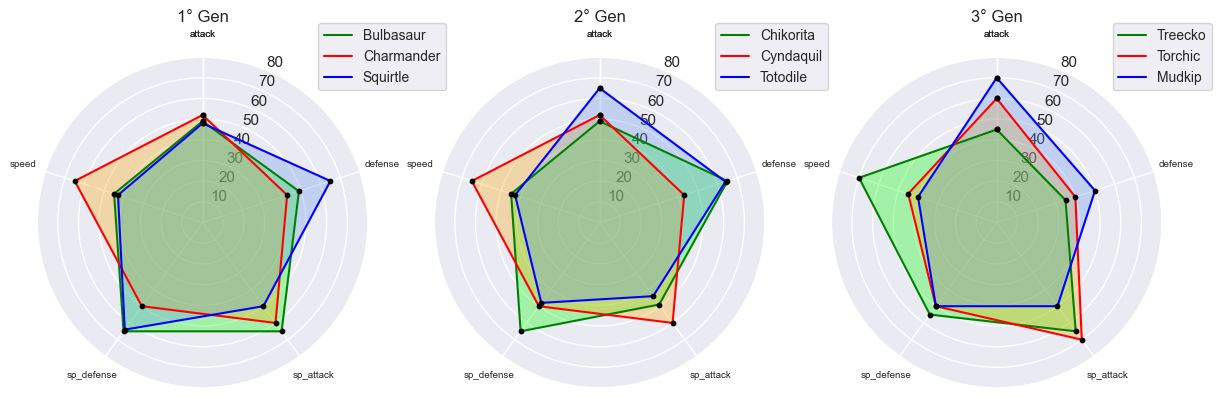 1° Gen
attack
Bulbasaur
Charmander
Squirtle
80
70
60
50
40
30
20
10
speed
defense
sp_defense
sp_attack
2° Gen
attack
Chikorita
Cyndaquil
Totodile
80
70
60
50
40
30
20
10
speed
defense
sp_defense
sp_attack
3° Gen
attack
Treecko
Torchic
Mudkip
80
70
60
50
40
30
20
10
speed
defense
sp_defense
sp_attack